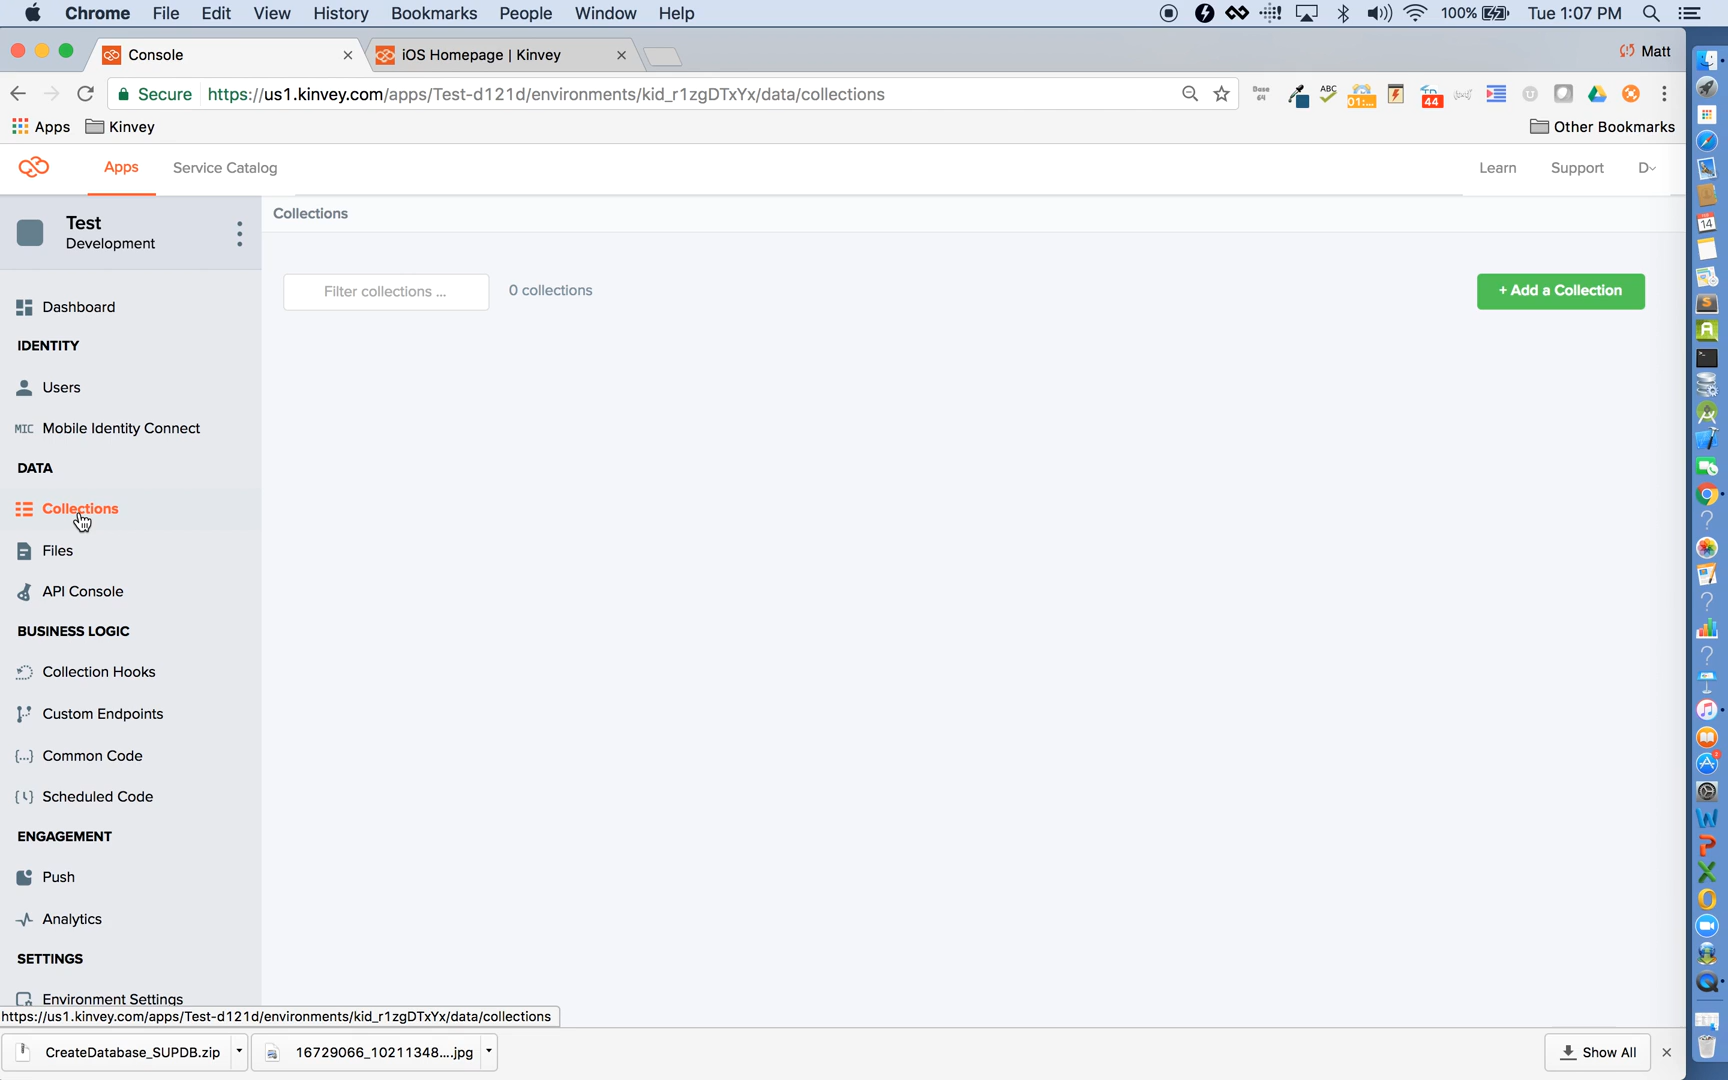 Chrome File Edit View History Bookmarks People Window Help 100% Tue 1:07 PM
Console iOS Homepage | Kinvey Matt
Secure https://us1.kinvey.com/apps/Test-d121d/environments/kid_r1zgDTxYx/data/collections
Apps Kinvey Other Bookmarks
Apps Service Catalog Learn Support D
Test
Development
Collections
Filter collections ... 0 collections + Add a Collection
Dashboard
IDENTITY
Users
MIC Mobile Identity Connect
DATA
Collections
Files
API Console
BUSINESS LOGIC
Collection Hooks
Custom Endpoints
Common Code
Scheduled Code
ENGAGEMENT
Push
Analytics
SETTINGS
Environment Settings
https://us1.kinvey.com/apps/Test-d121d/environments/kid_r1zgDTxYx/data/collections
CreateDatabase_SUPDB.zip 16729066_10211348....jpg Show All